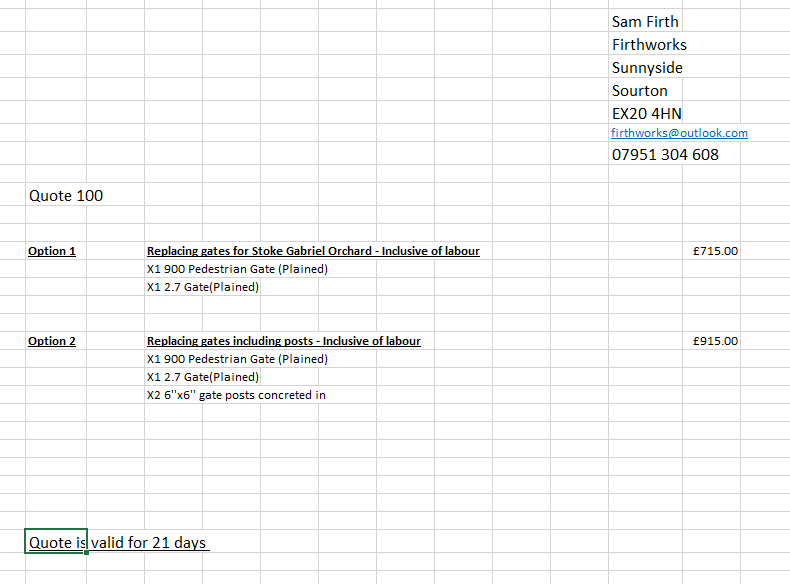 Sam Firth
Firthworks
Sunnyside
Sourton
EX20 4HN
firthworks@outlook.com
07951 304 608
Quote 100
Option 1 Replacing gates for Stoke Gabriel Orchard - Inclusive of labour £715.00
X1 900 Pedestrian Gate (Plained)
X1 2.7 Gate(Plained)
Option 2 Replacing gates including posts - Inclusive of labour £915.00
X1 900 Pedestrian Gate (Plained)
X1 2.7 Gate(Plained)
X2 6"x6" gate posts concreted in
Quote is valid for 21 days